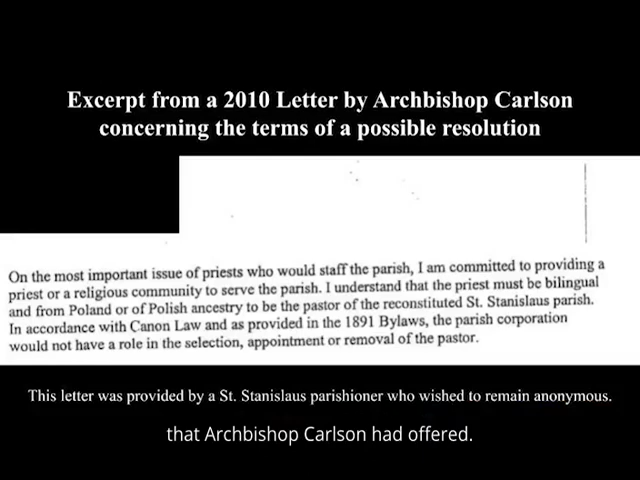 Excerpt from a 2010 Letter by Archbishop Carlson
concerning the terms of a possible resolution
On the most important issue of priests who would staff the parish, I am committed to providing a
priest or a religious community to serve the parish. I understand that the priest must be bilingual
and from Poland or of Polish ancestry to be the pastor of the reconstituted St. Stanislaus parish.
In accordance with Canon Law and as provided in the 1891 Bylaws, the parish corporation
would not have a role in the selection, appointment or removal of the pastor.
This letter was provided by a St. Stanislaus parishioner who wished to remain anonymous.
that Archbishop Carlson had offered.